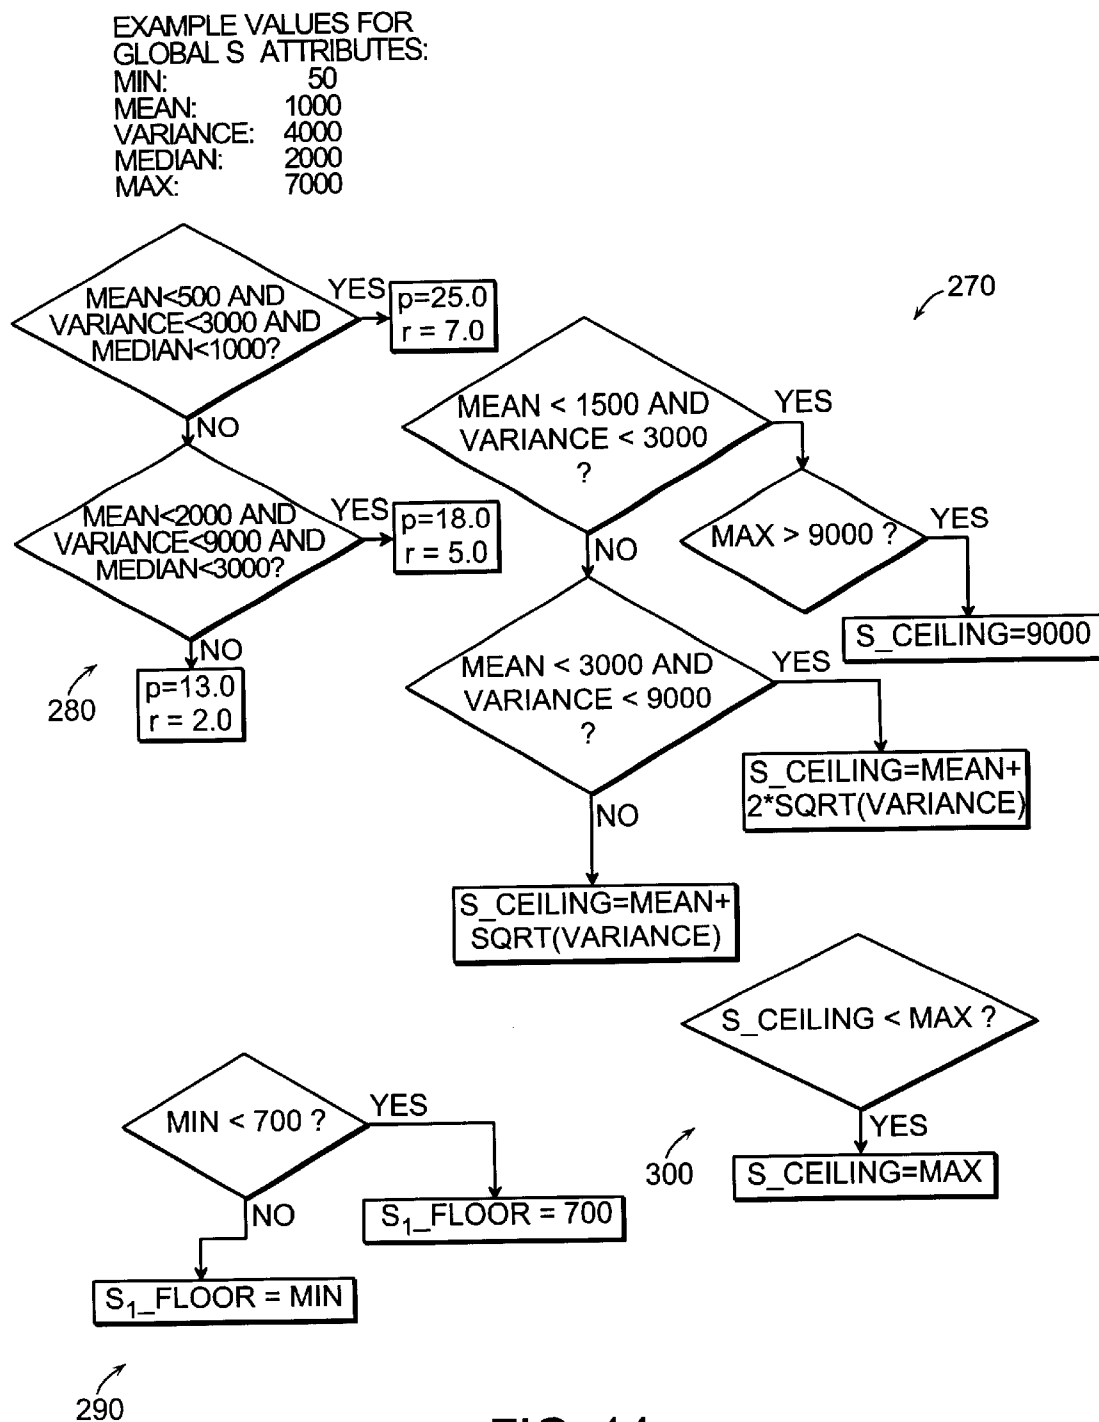 EXAMPLE VALUES FOR
GLOBAL S ATTRIBUTES:
MIN: 50
MEAN: 1000
VARIANCE: 4000
MEDIAN: 2000
MAX: 7000
MEAN<500 AND
VARIANCE<3000 AND
MEDIAN<1000?
YES
p=25.0
r = 7.0
NO
MEAN<2000 AND
VARIANCE<9000 AND
MEDIAN<3000?
YES
p=18.0
r = 5.0
NO
p=13.0
r = 2.0
280
270
MEAN < 1500 AND
VARIANCE < 3000
?
YES
MAX > 9000 ?
YES
S_CEILING=9000
NO
MEAN < 3000 AND
VARIANCE < 9000
?
YES
S_CEILING=MEAN+
2*SQRT(VARIANCE)
NO
S_CEILING=MEAN+
SQRT(VARIANCE)
S_CEILING < MAX ?
YES
S_CEILING=MAX
300
MIN < 700 ?
YES
S1_FLOOR = 700
NO
S1_FLOOR = MIN
290